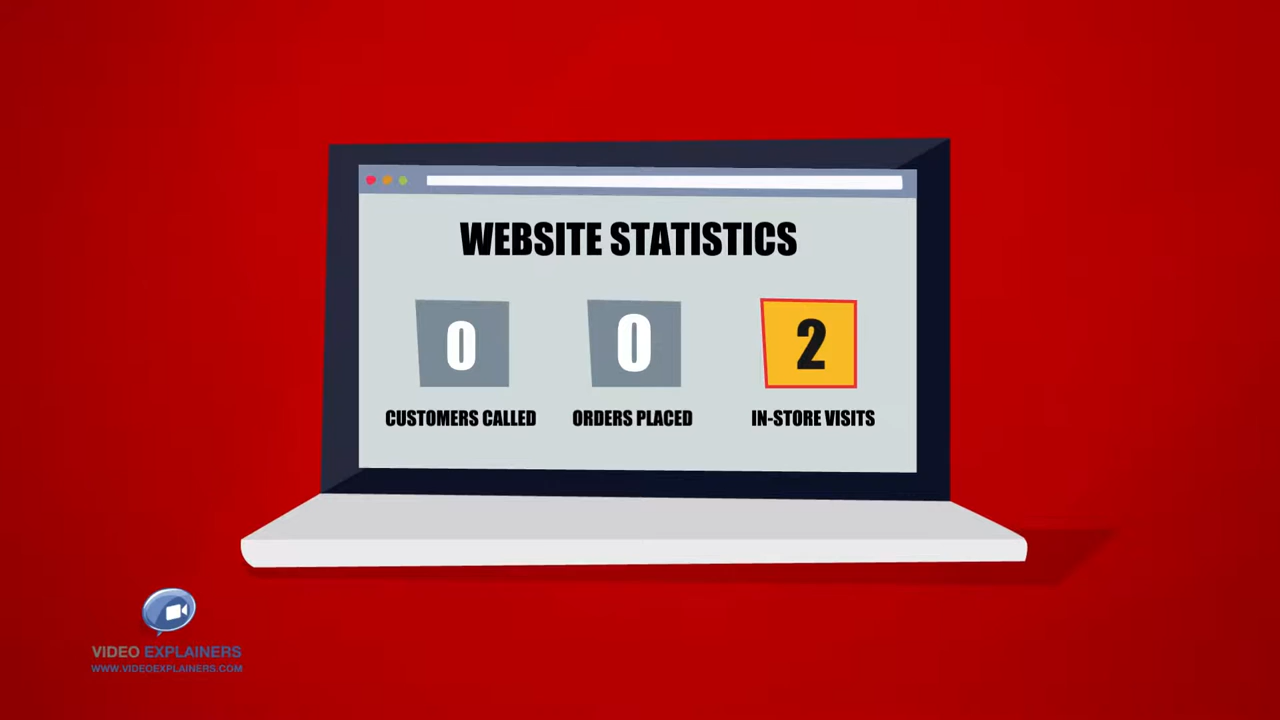 WEBSITE STATISTICS
0 0 2
CUSTOMERS CALLED ORDERS PLACED IN-STORE VISITS
VIDEO EXPLAINERS
WWW.VIDEOEXPLAINERS.COM